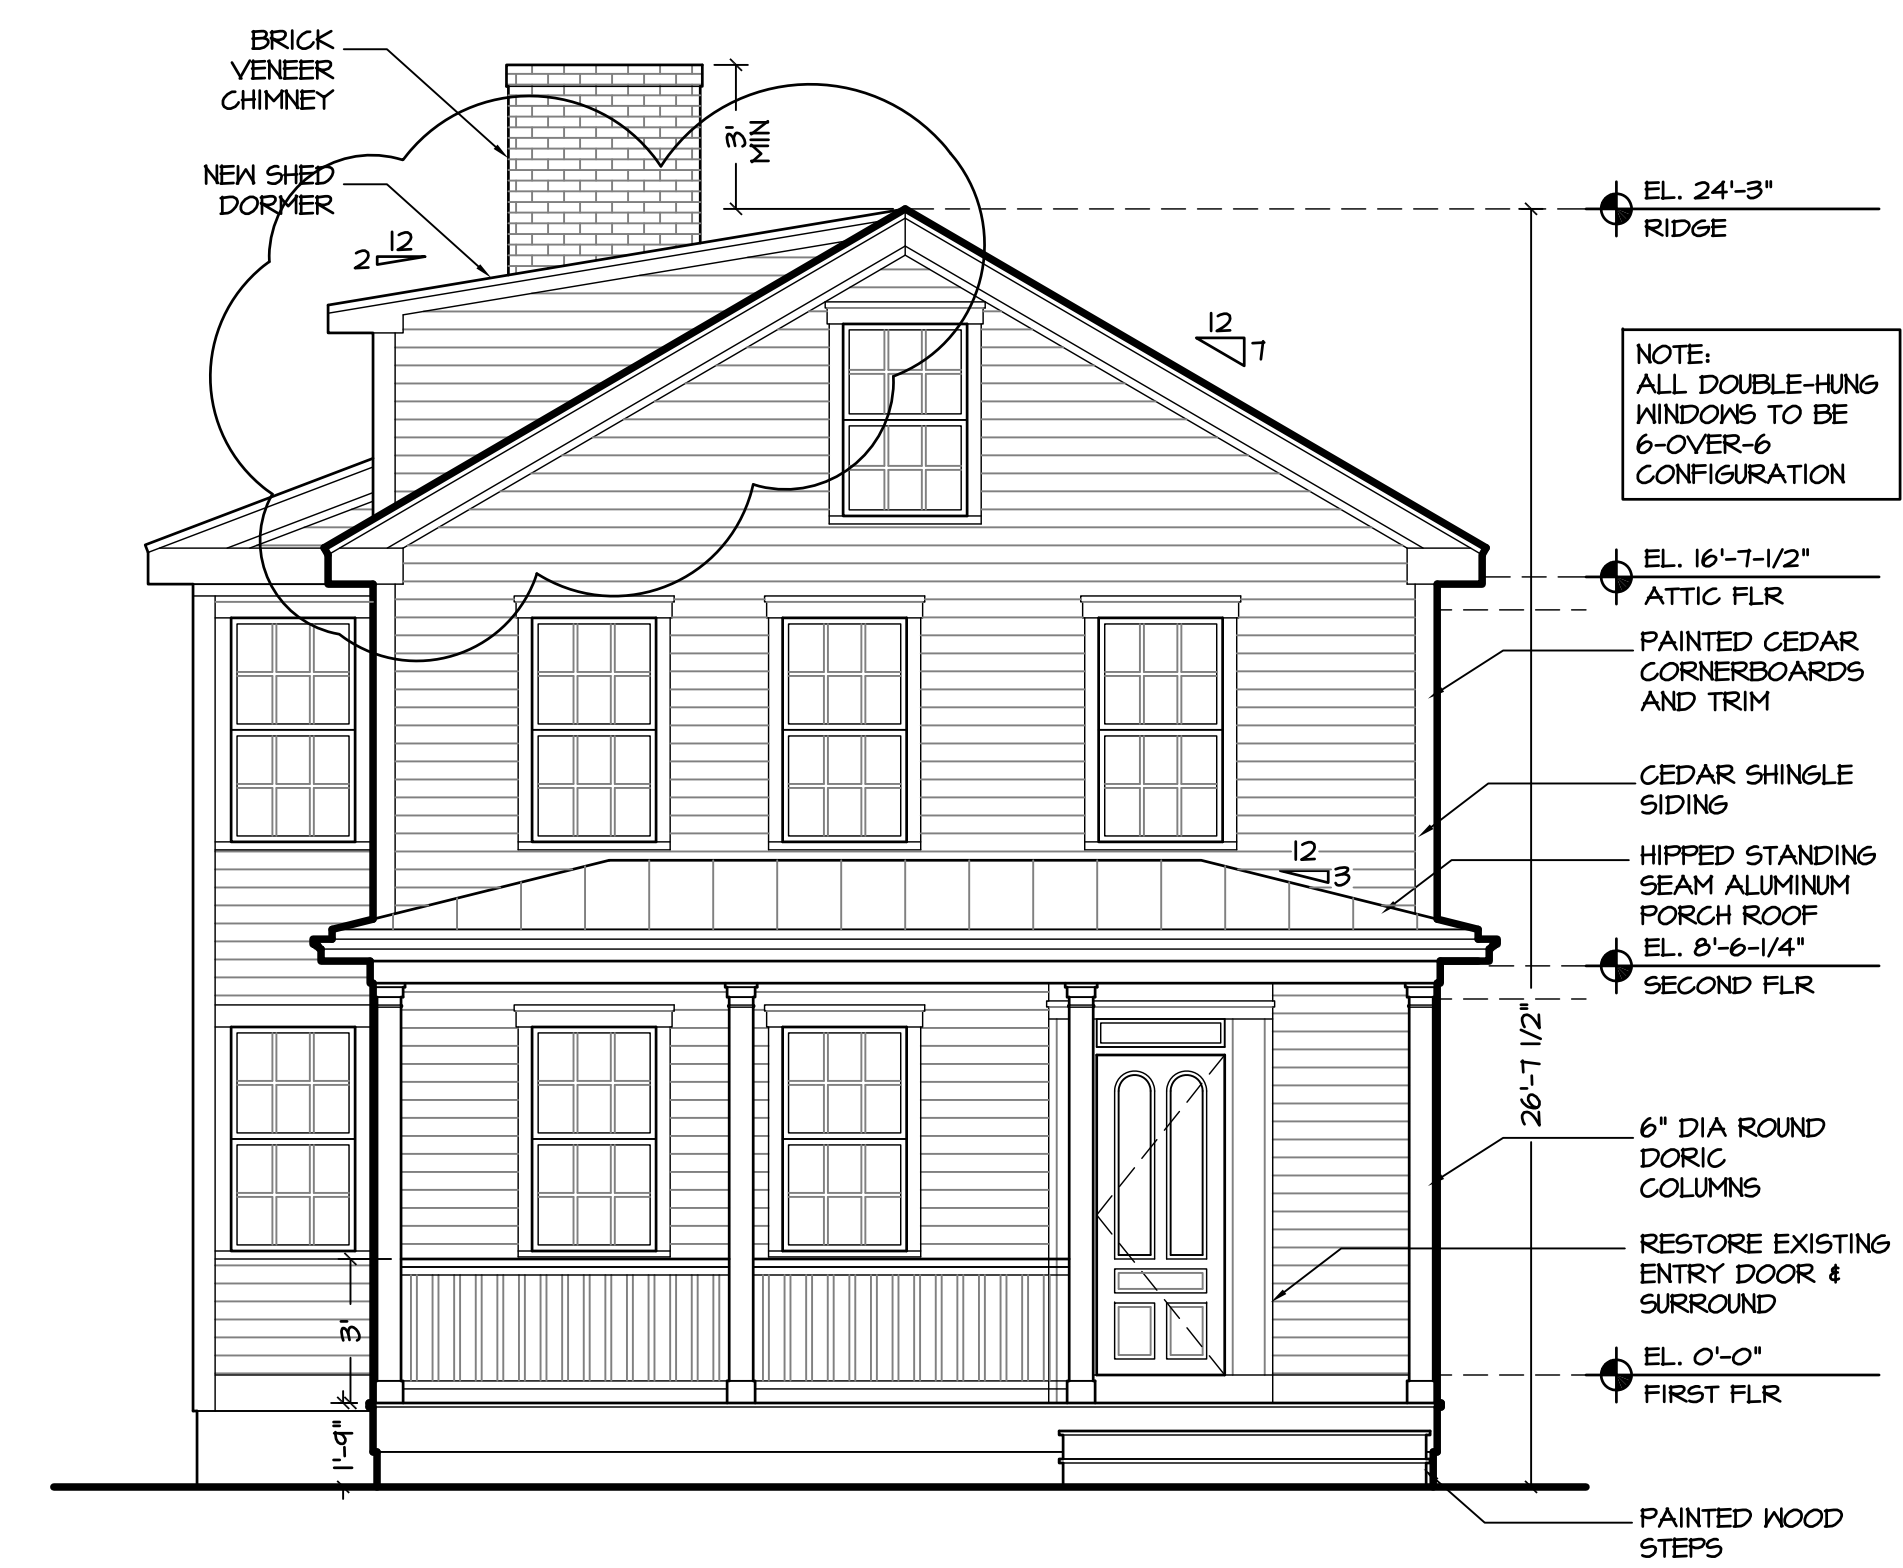 BRICK
VENEER
CHIMNEY
3'
MIN
NEW SHED
DORMER
12
2
EL. 24'-3"
RIDGE
12
7
NOTE:
ALL DOUBLE-HUNG
WINDOWS TO BE
6-OVER-6
CONFIGURATION
EL. 16'-7-1/2"
ATTIC FLR
PAINTED CEDAR
CORNERBOARDS
AND TRIM
CEDAR SHINGLE
SIDING
12
3
HIPPED STANDING
SEAM ALUMINUM
PORCH ROOF
EL. 8'-6-1/4"
SECOND FLR
26'-7 1/2"
6" DIA ROUND
DORIC
COLUMNS
RESTORE EXISTING
ENTRY DOOR &
SURROUND
3'
EL. 0'-0"
FIRST FLR
1'-9"
PAINTED WOOD
STEPS